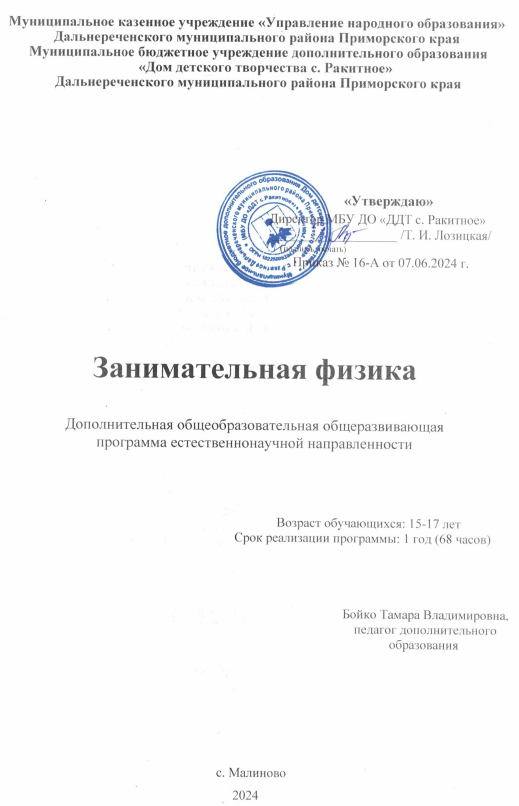 Муниципальное казенное учреждение «Управление народного образования»
Дальнереченского муниципального района Приморского края
Муниципальное бюджетное учреждение дополнительного образования
«Дом детского творчества с. Ракитное»
Дальнереченского муниципального района Приморского края
«Утверждаю»
Директор МБУ ДО «ДДТ с. Ракитное»
/Т. И. Лозицкая/
Приказ № 16-А от 07.06.2024 г.
Занимательная физика
Дополнительная общеобразовательная общеразвивающая
программа естественнонаучной направленности
Возраст обучающихся: 15-17 лет
Срок реализации программы: 1 год (68 часов)
Бойко Тамара Владимировна,
педагог дополнительного
образования
с. Малиново
2024